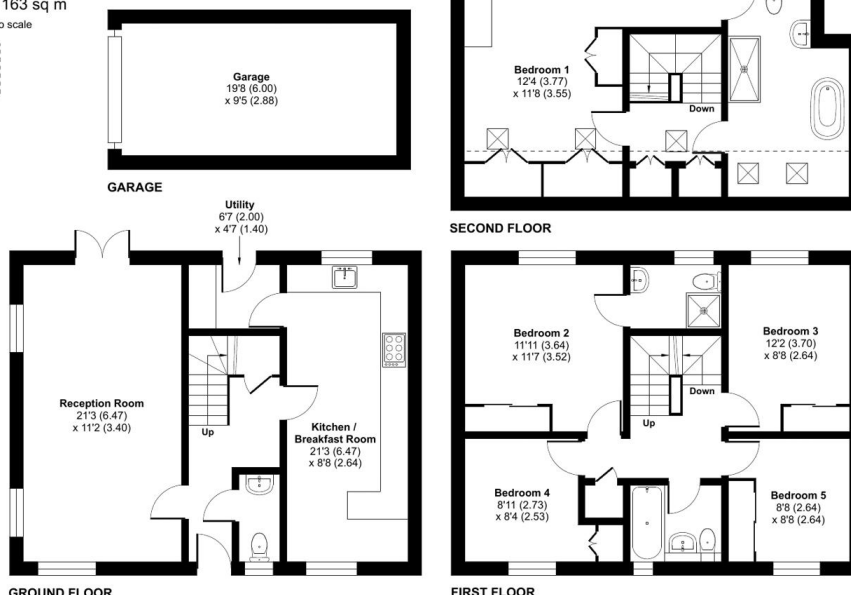 163 sq m
o scale
Garage
19'8 (6.00)
x 9'5 (2.88)
GARAGE
Bedroom 1
12'4 (3.77)
x 11'8 (3.55)
Down
SECOND FLOOR
Utility
6'7 (2.00)
x 4'7 (1.40)
Reception Room
21'3 (6.47)
x 11'2 (3.40)
Up
Kitchen /
Breakfast Room
21'3 (6.47)
x 8'8 (2.64)
GROUND FLOOR
Bedroom 2
11'11 (3.64)
x 11'7 (3.52)
Bedroom 3
12'2 (3.70)
x 8'8 (2.64)
Down
Up
Bedroom 4
8'11 (2.73)
x 8'4 (2.53)
Bedroom 5
8'8 (2.64)
x 8'8 (2.64)
FIRST FLOOR